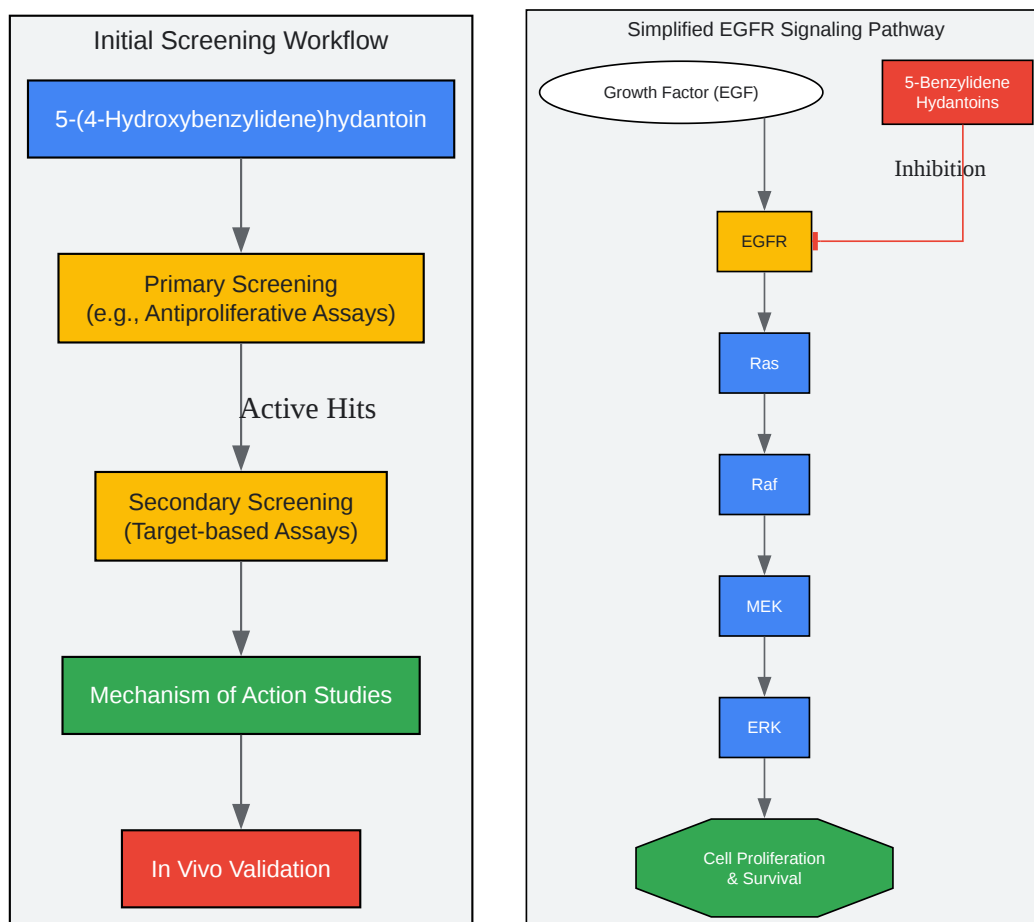 Initial Screening Workflow
5-(4-Hydroxybenzylidene)hydantoin
Primary Screening
(e.g., Antiproliferative Assays)
Active Hits
Secondary Screening
(Target-based Assays)
Mechanism of Action Studies
In Vivo Validation
Simplified EGFR Signaling Pathway
Growth Factor (EGF)
5-Benzylidene
Hydantoins
Inhibition
EGFR
Ras
Raf
MEK
ERK
Cell Proliferation
& Survival